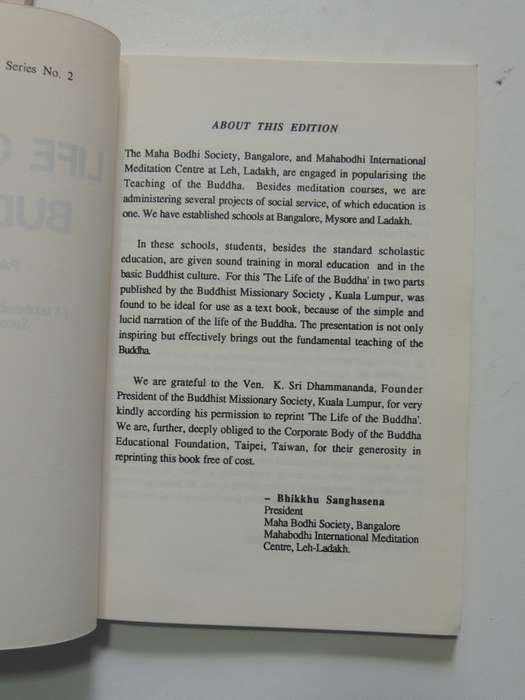 Series No. 2
ABOUT THIS EDITION
The Maha Bodhi Society, Bangalore, and Mahabodhi International
Meditation Centre at Leh, Ladakh, are engaged in popularising the
Teaching of the Buddha. Besides meditation courses, we are
administering several projects of social service, of which education is
one. We have established schools at Bangalore, Mysore and Ladakh.
In these schools, students, besides the standard scholastic
education, are given sound training in moral education and in the
basic Buddhist culture. For this 'The Life of the Buddha' in two parts
published by the Buddhist Missionary Society , Kuala Lumpur, was
found to be ideal for use as a text book, because of the simple and
lucid narration of the life of the Buddha. The presentation is not only
inspiring but effectively brings out the fundamental teaching of the
Buddha.
We are grateful to the Ven. K. Sri Dhammananda, Founder
President of the Buddhist Missionary Society, Kuala Lumpur, for very
kindly according his permission to reprint 'The Life of the Buddha'.
We are, further, deeply obliged to the Corporate Body of the Buddha
Educational Foundation, Taipei, Taiwan, for their generosity in
reprinting this book free of cost.
– Bhikkhu Sanghasena
President
Maha Bodhi Society, Bangalore
Mahabodhi International Meditation
Centre, Leh-Ladakh.